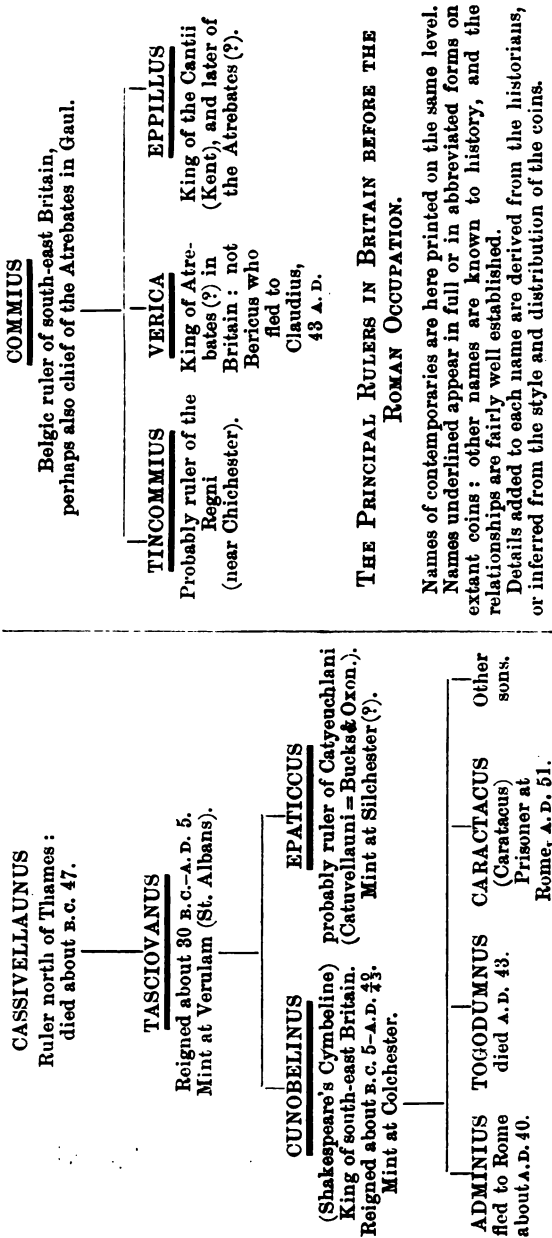 CASSIVELLAUNUS
Ruler north of Thames :
died about B.C. 47.
TASCIOVANUS
Reigned about 30 B.C.–A.D. 5.
Mint at Verulam (St. Albans).
CUNOBELINUS
(Shakespeare's Cymbeline)
King of south-east Britain.
Reigned about B.C. 5–A.D. 40/43.
Mint at Colchester.
EPATICCUS
probably ruler of Catyeuchlani
(Catuvellauni = Bucks & Oxon.).
Mint at Silchester (?).
ADMINIUS
fled to Rome
about A.D. 40.
TOGODUMNUS
died A.D. 43.
CARACTACUS
(Caratacus)
Prisoner at
Rome, A.D. 51.
Other
sons.
COMMIUS
Belgic ruler of south-east Britain,
perhaps also chief of the Atrebates in Gaul.
TINCOMMIUS
Probably ruler of the
Regni
(near Chichester).
VERICA
King of Atre-
bates (?) in
Britain : not
Bericus who
fled to
Claudius,
43 A.D.
EPPILLUS
King of the Cantii
(Kent), and later of
the Atrebates (?).
THE PRINCIPAL RULERS IN BRITAIN BEFORE THE
ROMAN OCCUPATION.
Names of contemporaries are here printed on the same level.
Names underlined appear in full or in abbreviated forms on
extant coins : other names are known to history, and the
relationships are fairly well established.
Details added to each name are derived from the historians,
or inferred from the style and distribution of the coins.